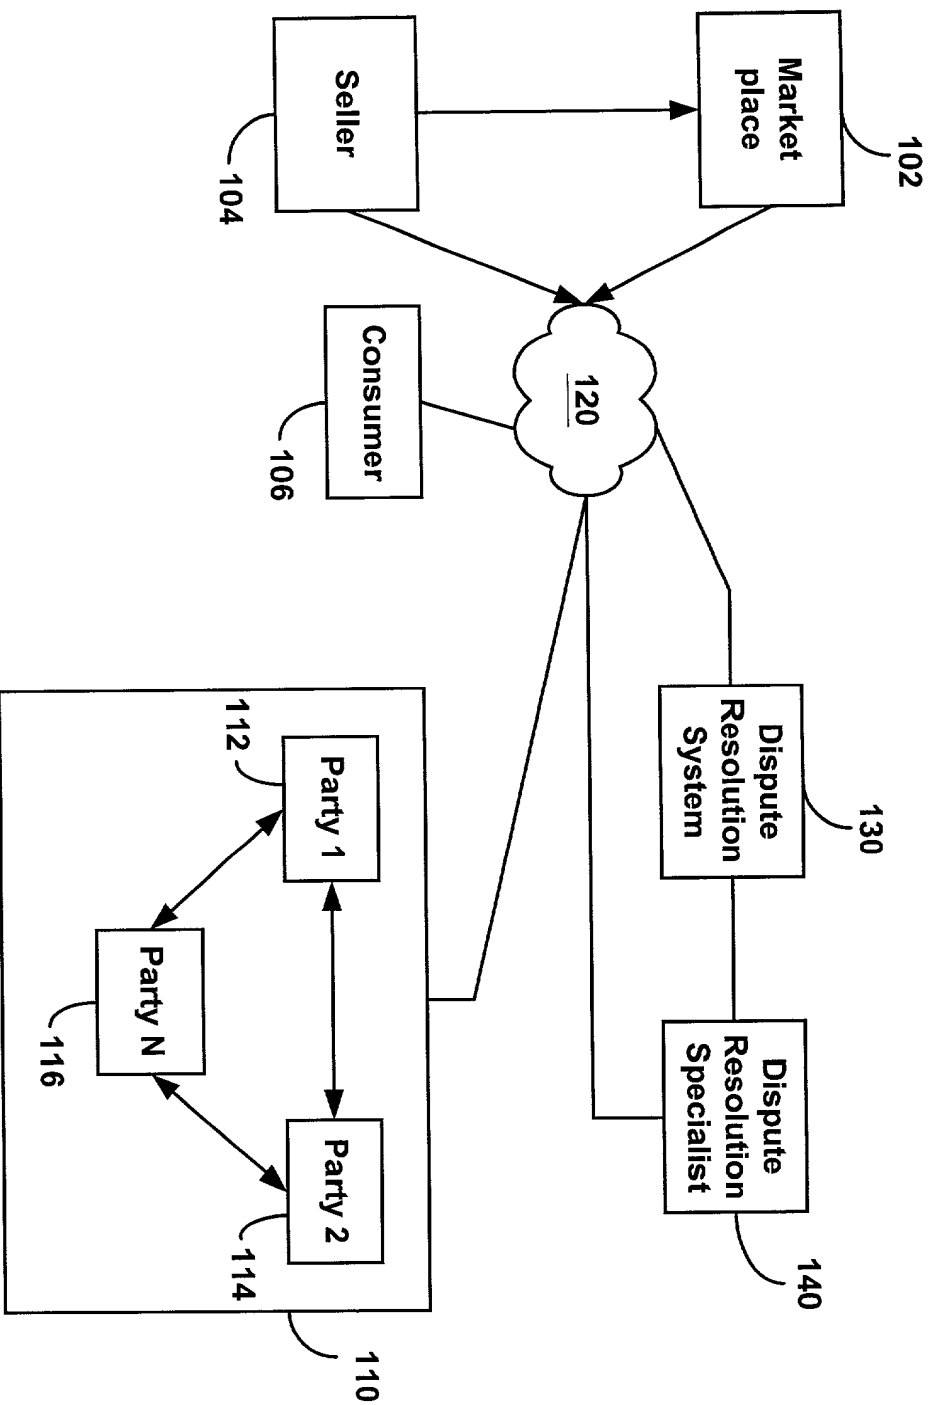 102
Market
place
Seller
104
120
Consumer
106
130
Dispute
Resolution
System
140
Dispute
Resolution
Specialist
110
112
Party 1
Party 2
114
Party N
116